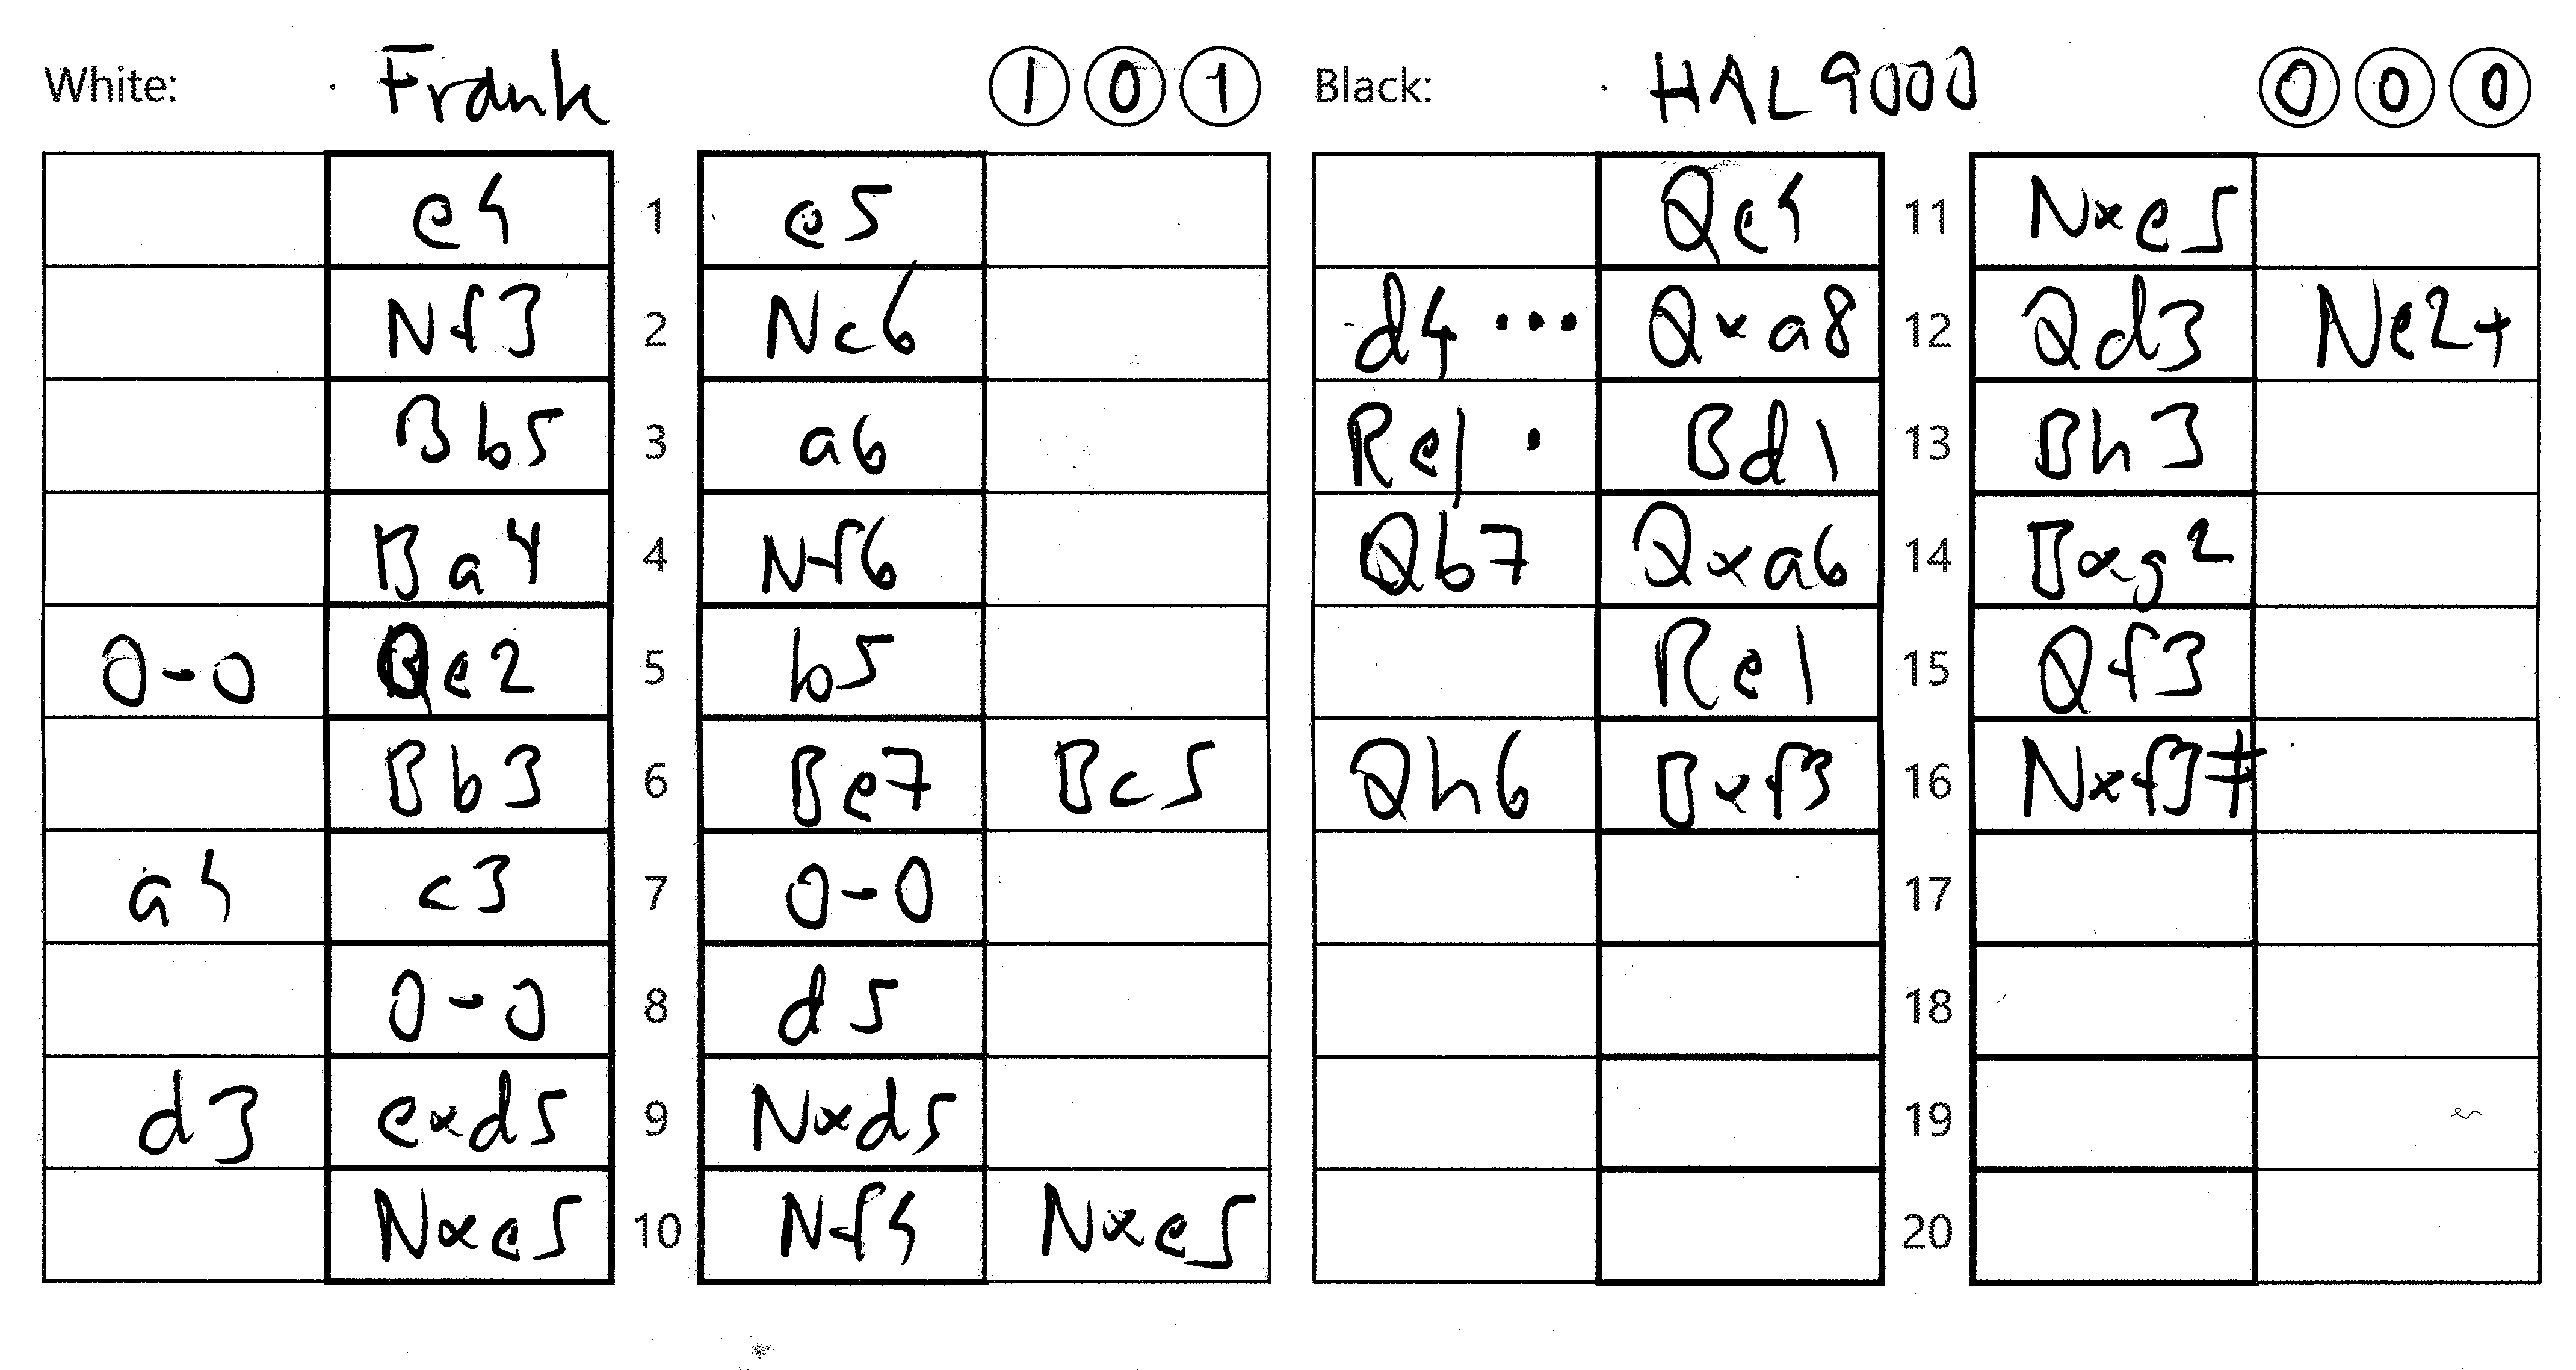 White: Frank 1 0 1 Black: HAL9000 0 0 0
e4 1 e5 Qe4 11 Nxe5
Nf3 2 Nc6 d4 ... Qxa8 12 Qd3 Ne2+
Bb5 3 a6 Re1 . Bd1 13 Bh3
Ba4 4 Nf6 Qb7 Qxa6 14 Bxg2
0-0 Qe2 5 b5 Re1 15 Qf3
Bb3 6 Be7 Bc5 Qh6 Bxf3 16 Nxf3#
a4 c3 7 0-0 17
0-0 8 d5 18
d3 exd5 9 Nxd5 19
Nxe5 10 Nf4 Nxe5 20